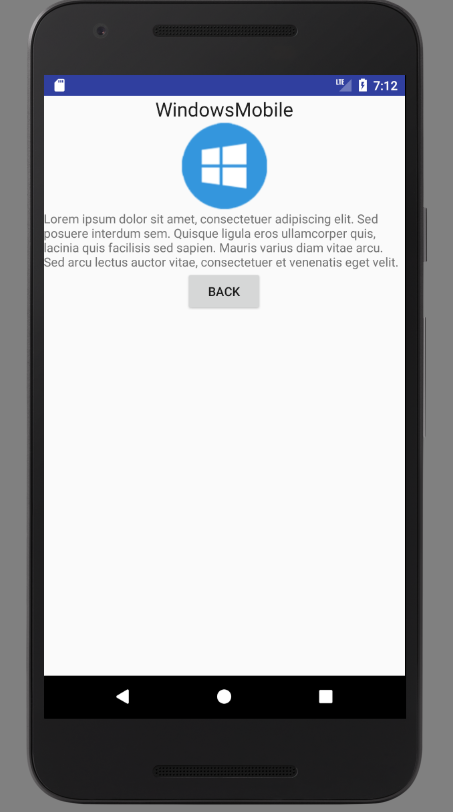 LTE 7:12
WindowsMobile
Lorem ipsum dolor sit amet, consectetuer adipiscing elit. Sed
posuere interdum sem. Quisque ligula eros ullamcorper quis,
lacinia quis facilisis sed sapien. Mauris varius diam vitae arcu.
Sed arcu lectus auctor vitae, consectetuer et venenatis eget velit.
BACK